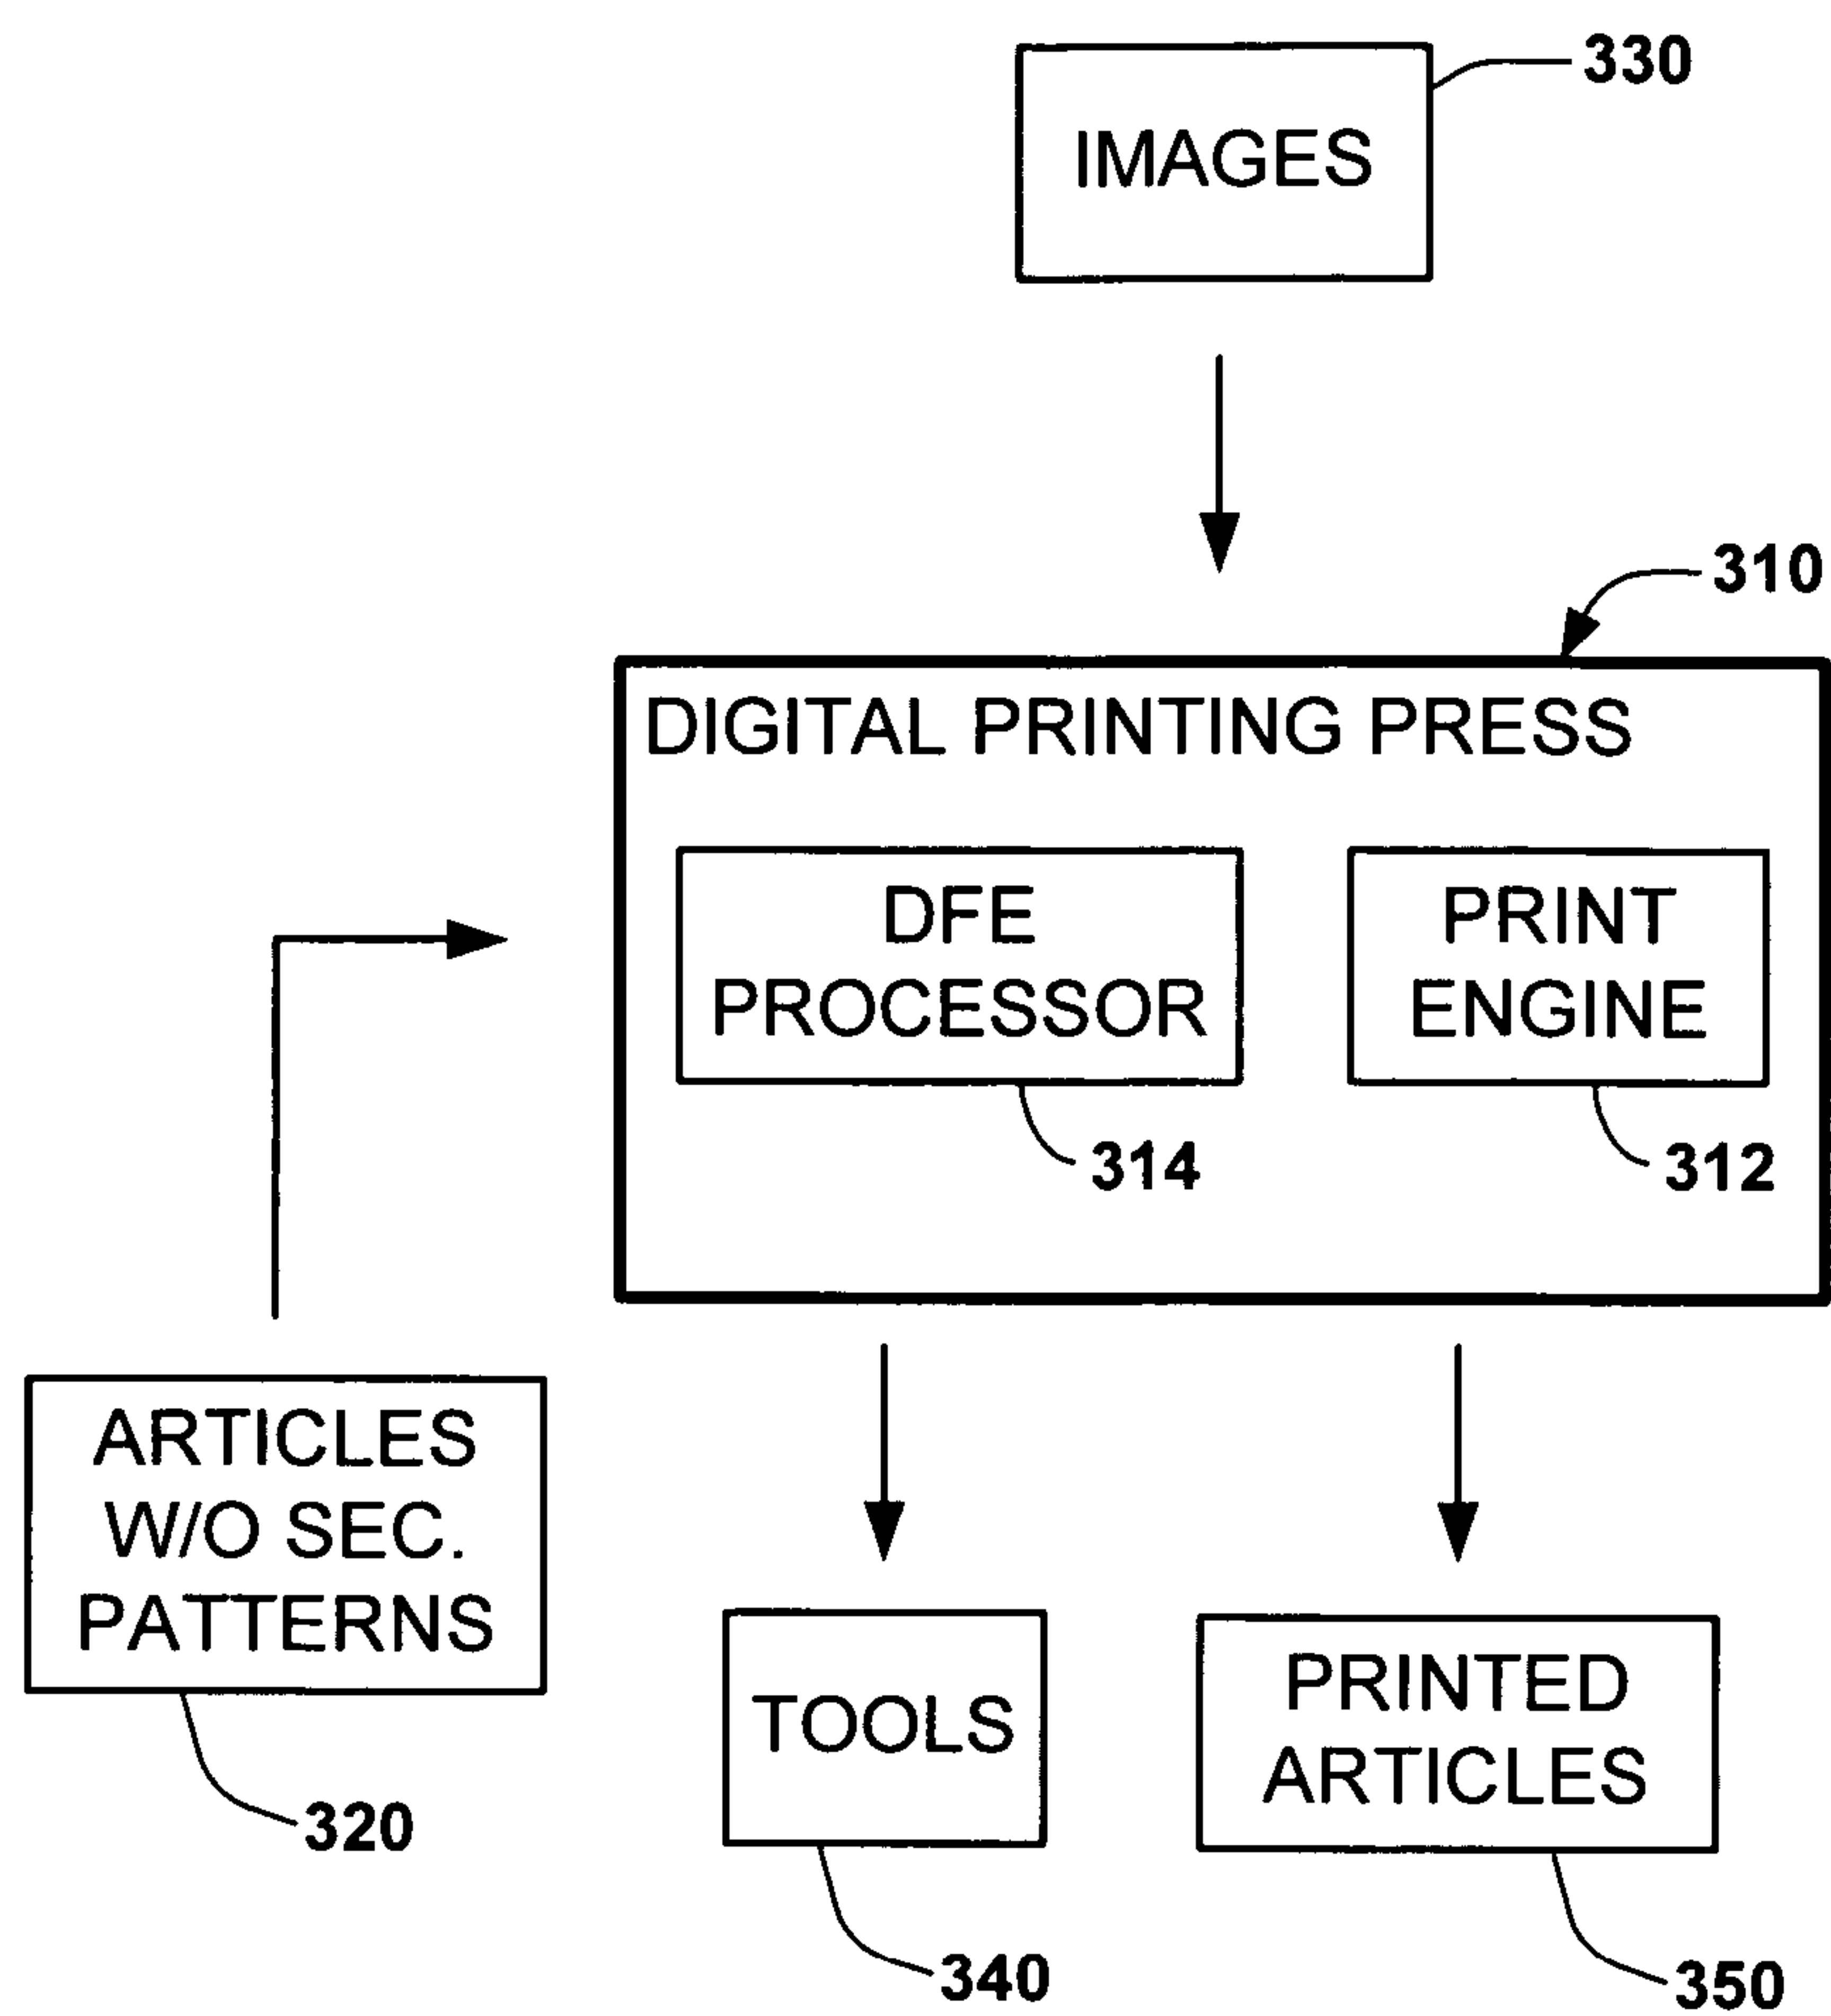 330
IMAGES
310
DIGITAL PRINTING PRESS
DFE
PROCESSOR
314
PRINT
ENGINE
312
ARTICLES
W/O SEC.
PATTERNS
320
TOOLS
340
PRINTED
ARTICLES
350